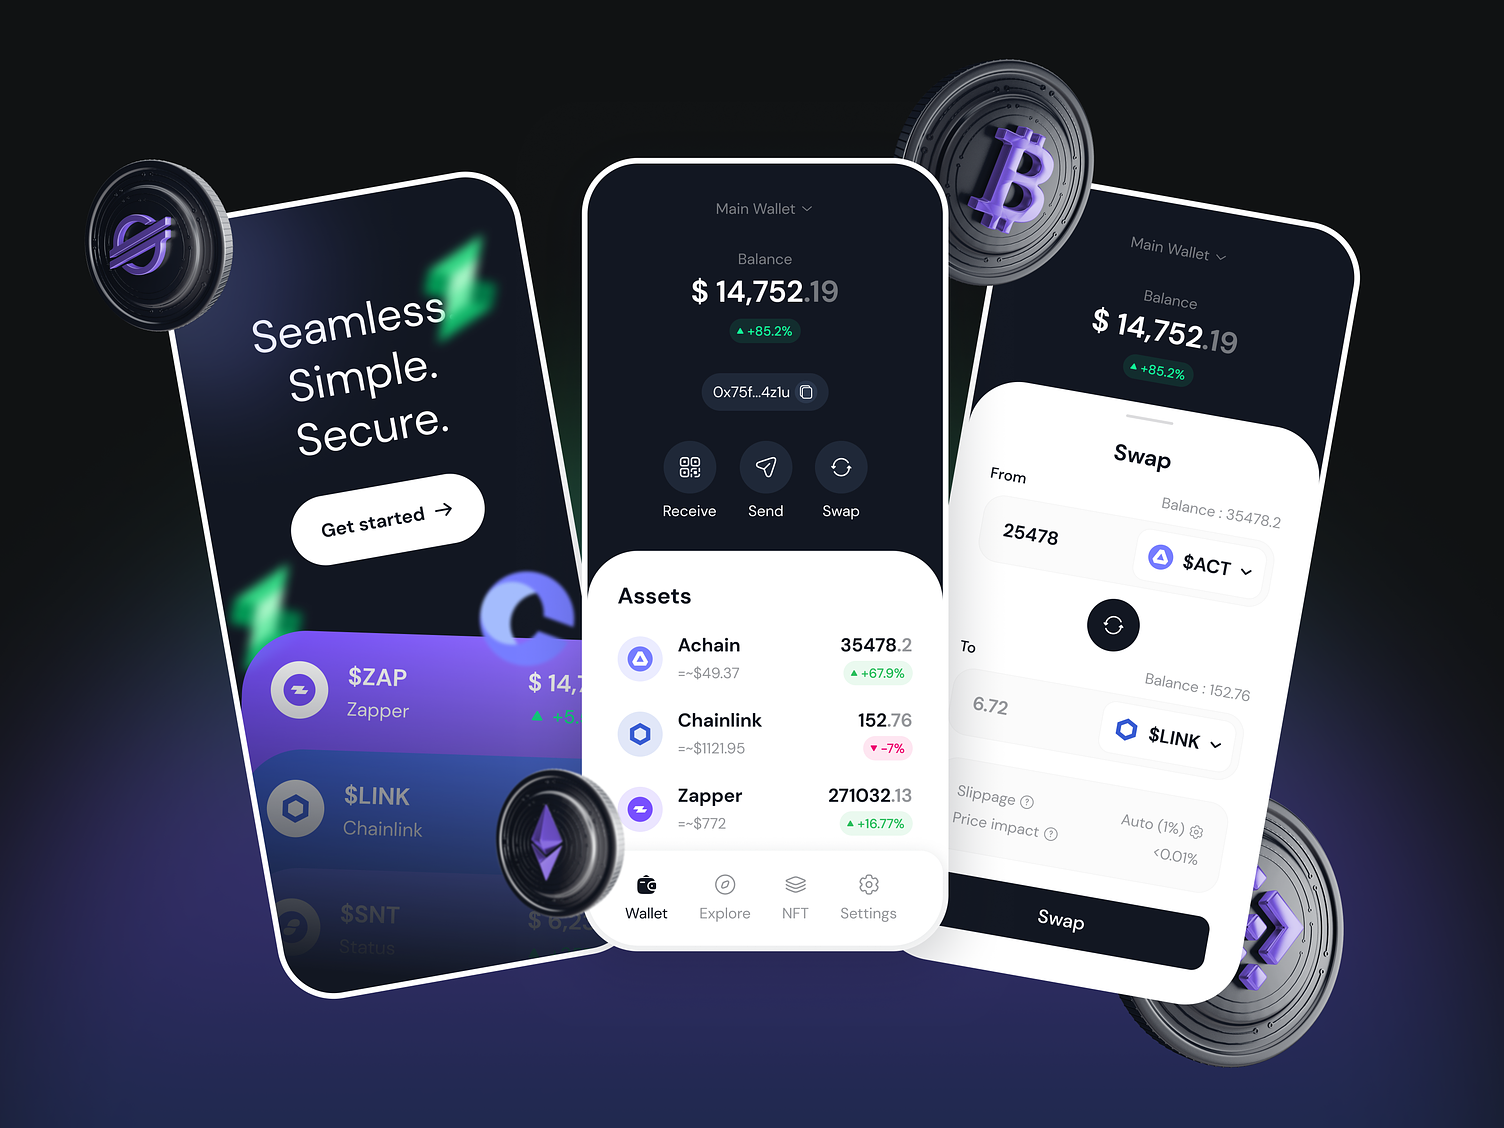 Seamless.
Simple.
Secure.
Get started
$ZAP
Zapper
$ 14,7
+5.
$LINK
Chainlink
$SNT
Status
$ 6,2
Main Wallet
Balance
$ 14,752.19
+85.2%
0x75f...4z1u
Receive
Send
Swap
Assets
Achain
35478.2
=~$49.37
+67.9%
Chainlink
152.76
=~$1121.95
-7%
Zapper
271032.13
=~$772
+16.77%
Wallet
Explore
NFT
Settings
Main Wallet
Balance
$ 14,752.19
+85.2%
Swap
From
Balance : 35478.2
25478
$ACT
To
Balance : 152.76
6.72
$LINK
Slippage ?
Auto (1%)
Price impact ?
<0.01%
Swap